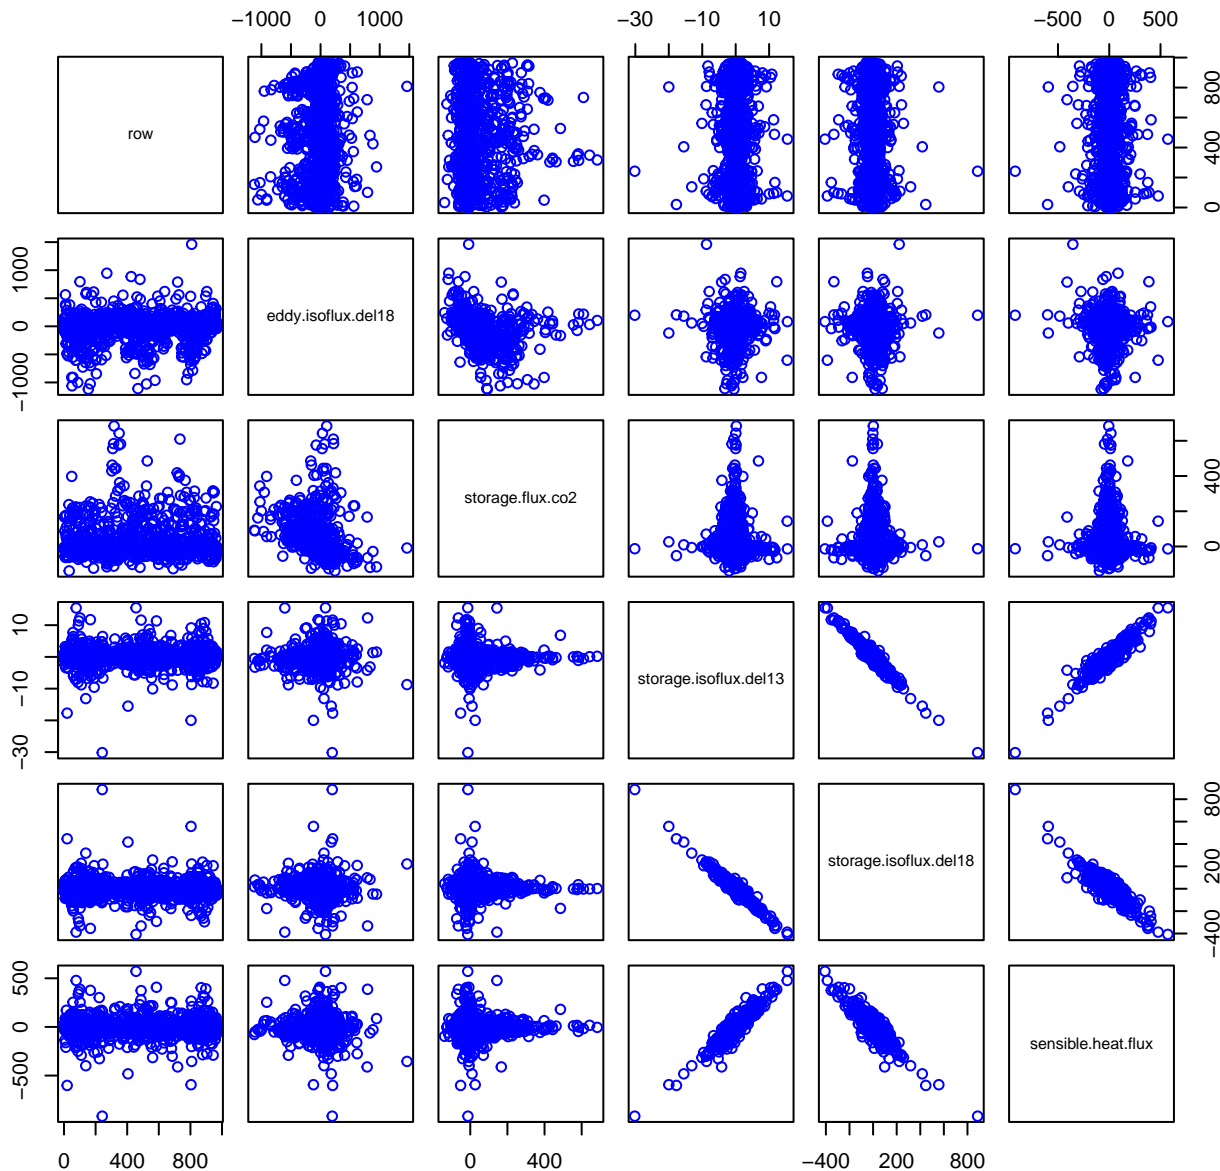 −1000 0 1000 −30 −10 10 −500 0 500
row
0 400 800
−1000 0 1000
eddy.isoflux.del18
storage.flux.co2
0 400
−30 −10 10
storage.isoflux.del13
storage.isoflux.del18
−400 200 800
−500 0 500
sensible.heat.flux
0 400 800 0 400 −400 200 800